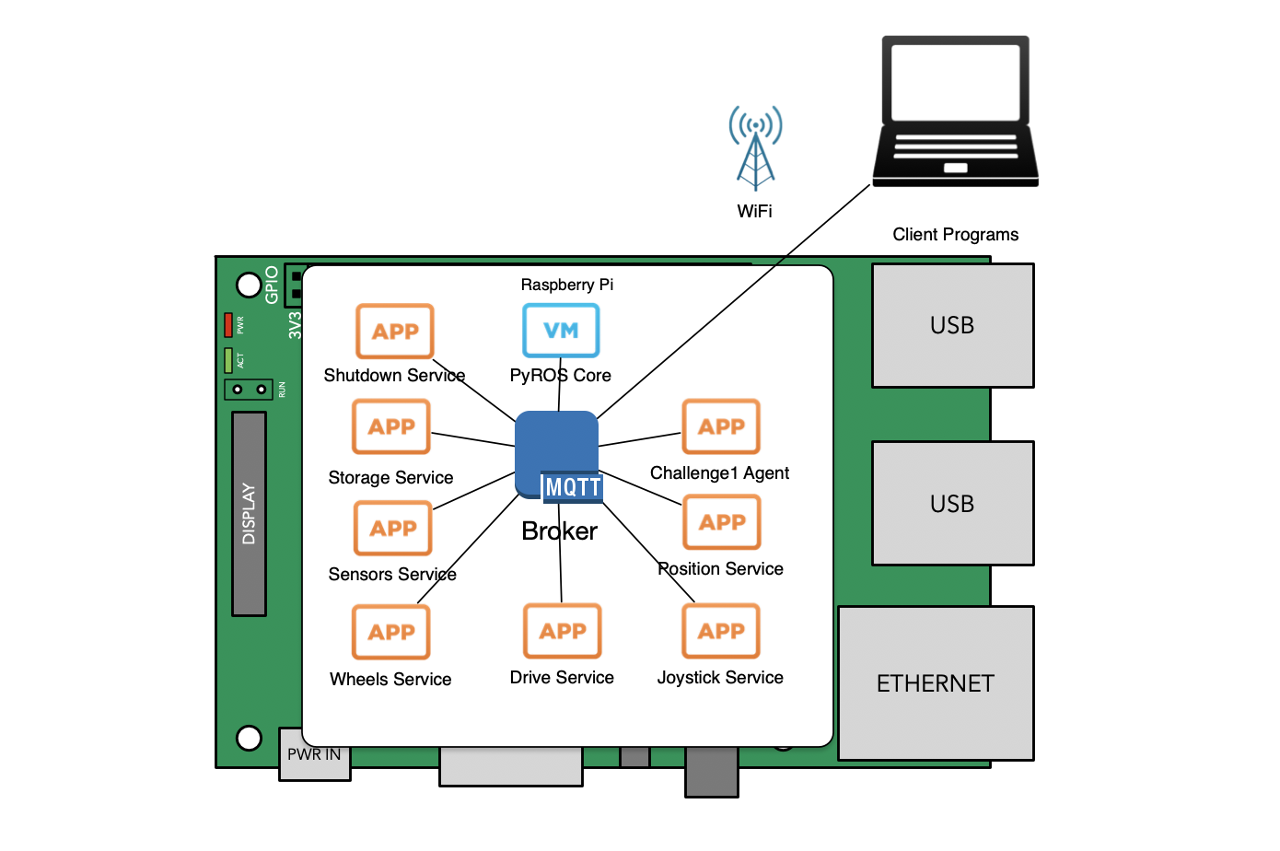 WiFi
Client Programs
GPIO
3V3
PWR
ACT
RUN
DISPLAY
Raspberry Pi
APP
Shutdown Service
VM
PyROS Core
APP
Storage Service
MQTT
Broker
APP
Challenge1 Agent
APP
Sensors Service
APP
Position Service
APP
Wheels Service
APP
Drive Service
APP
Joystick Service
USB
USB
ETHERNET
PWR IN